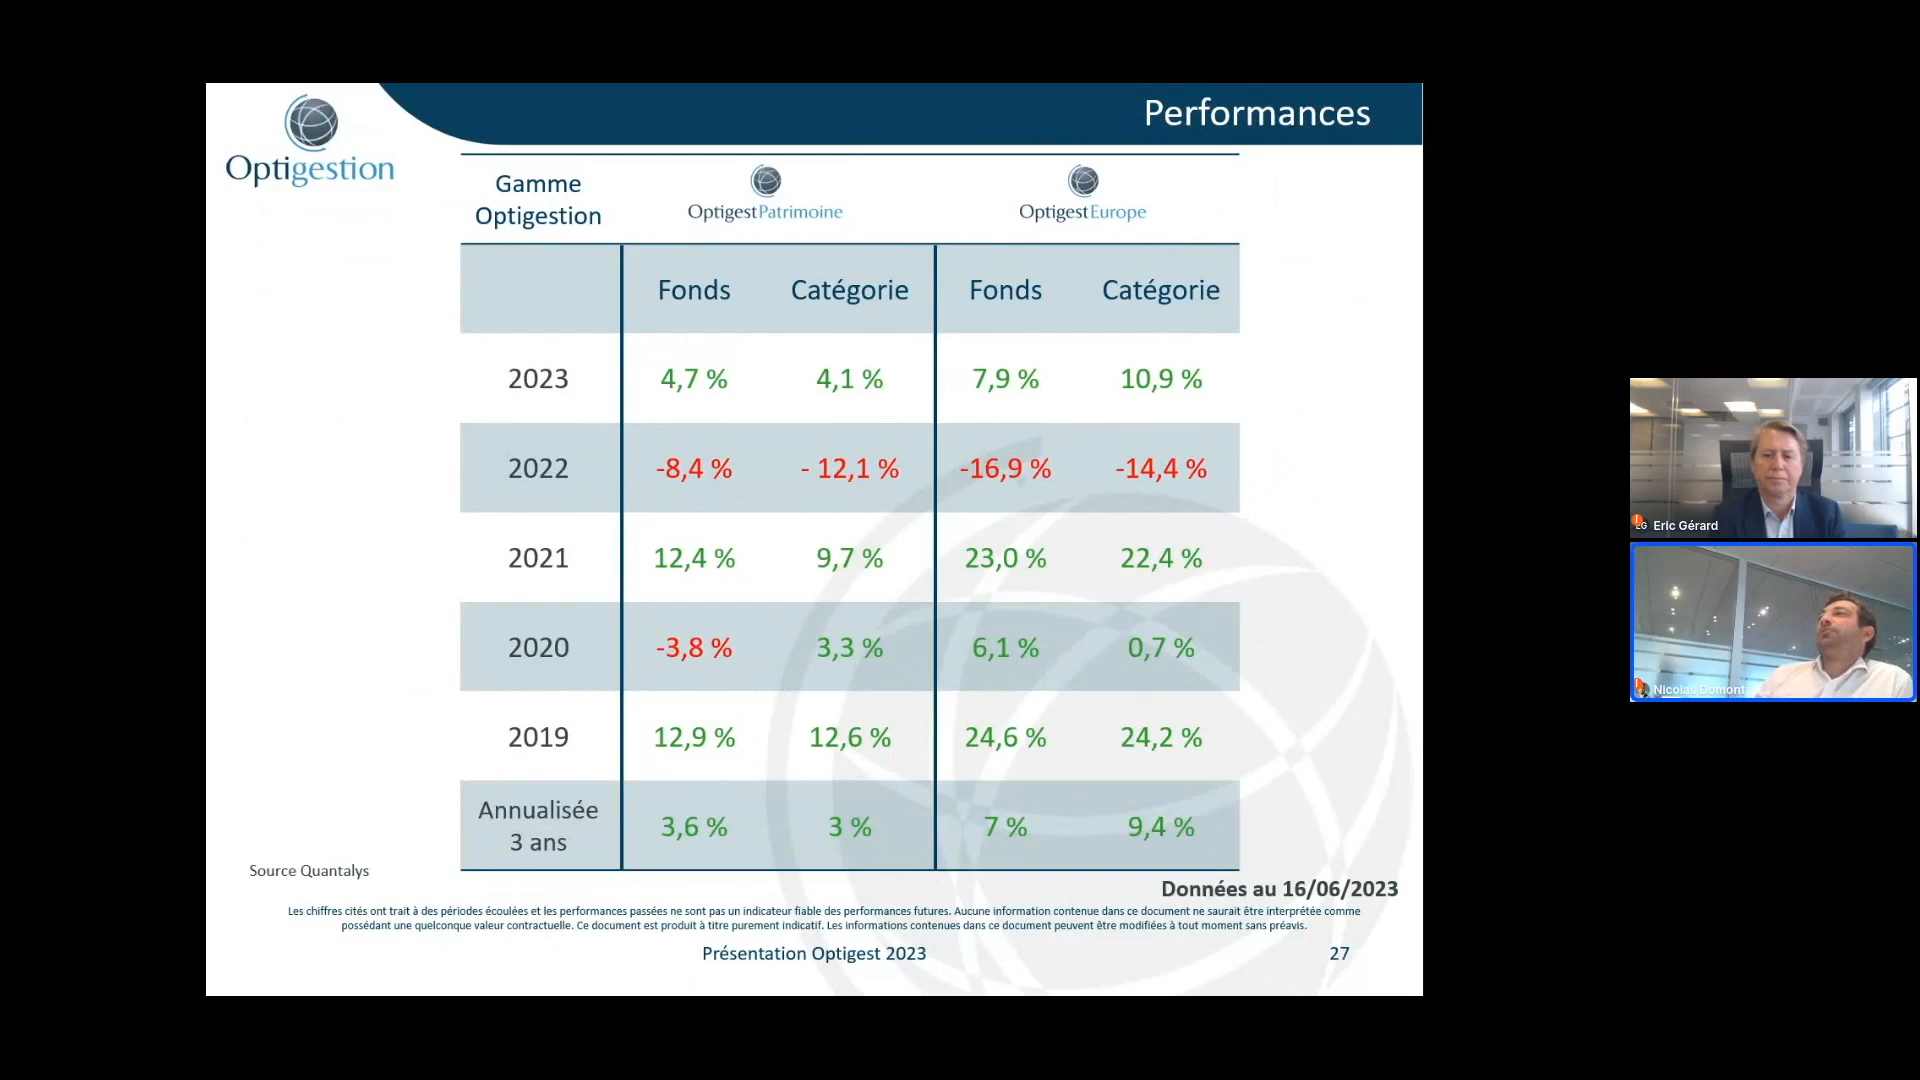 Performances
Optigestion
Gamme
Optigestion
OptigestPatrimoine
OptigestEurope
Fonds Catégorie Fonds Catégorie
2023 4,7 % 4,1 % 7,9 % 10,9 %
2022 -8,4 % - 12,1 % -16,9 % -14,4 %
2021 12,4 % 9,7 % 23,0 % 22,4 %
2020 -3,8 % 3,3 % 6,1 % 0,7 %
2019 12,9 % 12,6 % 24,6 % 24,2 %
Annualisée
3 ans
3,6 % 3 % 7 % 9,4 %
Source Quantalys
Données au 16/06/2023
Les chiffres cités ont trait à des périodes écoulées et les performances passées ne sont pas un indicateur fiable des performances futures. Aucune information contenue dans ce document ne saurait être interprétée comme
possédant une quelconque valeur contractuelle. Ce document est produit à titre purement indicatif. Les informations contenues dans ce document peuvent être modifiées à tout moment sans préavis.
Présentation Optigest 2023
27
EG Eric Gérard
Nicolas Domont